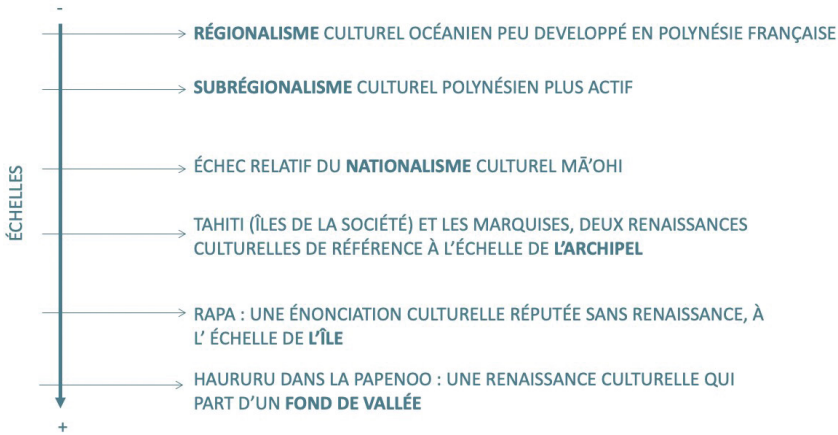 -
RÉGIONALISME CULTUREL OCÉANIEN PEU DEVELOPPÉ EN POLYNÉSIE FRANÇAISE
SUBRÉGIONALISME CULTUREL POLYNÉSIEN PLUS ACTIF
ÉCHELLES
ÉCHEC RELATIF DU NATIONALISME CULTUREL MĀ'OHI
TAHITI (ÎLES DE LA SOCIÉTÉ) ET LES MARQUISES, DEUX RENAISSANCES
CULTURELLES DE RÉFÉRENCE À L'ÉCHELLE DE L'ARCHIPEL
RAPA : UNE ÉNONCIATION CULTURELLE RÉPUTÉE SANS RENAISSANCE, À
L' ÉCHELLE DE L'ÎLE
HAURURU DANS LA PAPENOO : UNE RENAISSANCE CULTURELLE QUI
PART D'UN FOND DE VALLÉE
+